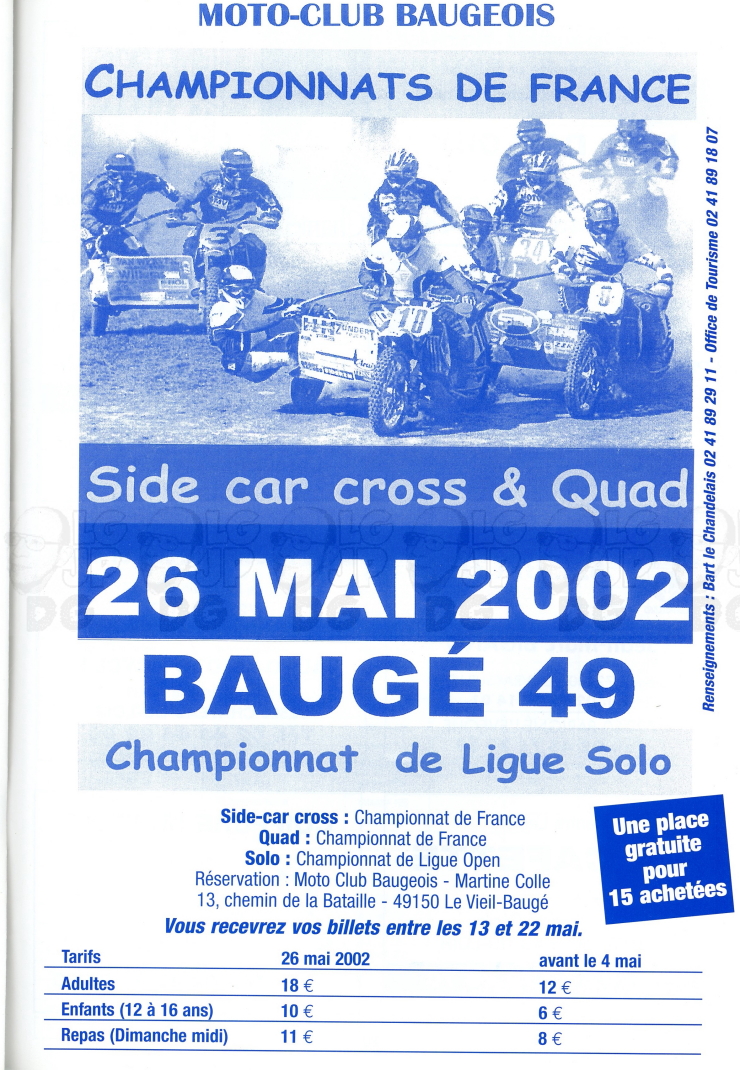 MOTO-CLUB BAUGEOIS
CHAMPIONNATS DE FRANCE
10
5
Side car cross & Quad
26 MAI 2002
BAUGÉ 49
Championnat de Ligue Solo
Renseignements : Bart le Chandelais 02 41 89 29 11 - Office de Tourisme 02 41 89 18 07
Side-car cross : Championnat de France
Quad : Championnat de France
Solo : Championnat de Ligue Open
Réservation : Moto Club Baugeois - Martine Colle
13, chemin de la Bataille - 49150 Le Vieil-Baugé
Vous recevrez vos billets entre les 13 et 22 mai.
Une place
gratuite
pour
15 achetées
Tarifs 26 mai 2002 avant le 4 mai
Adultes 18 € 12 €
Enfants (12 à 16 ans) 10 € 6 €
Repas (Dimanche midi) 11 € 8 €